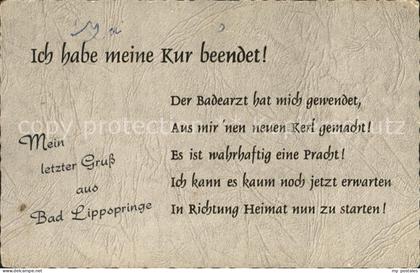 Ich habe meine Kur beendet!
Der Badearzt hat mich gewendet,
Aus mir 'nen neuen Kerl gemacht!
Es ist wahrhaftig eine Pracht!
Ich kann es kaum noch jetzt erwarten
In Richtung Heimat nun zu starten!
Mein
letzter Gruß
aus
Bad Lippspringe